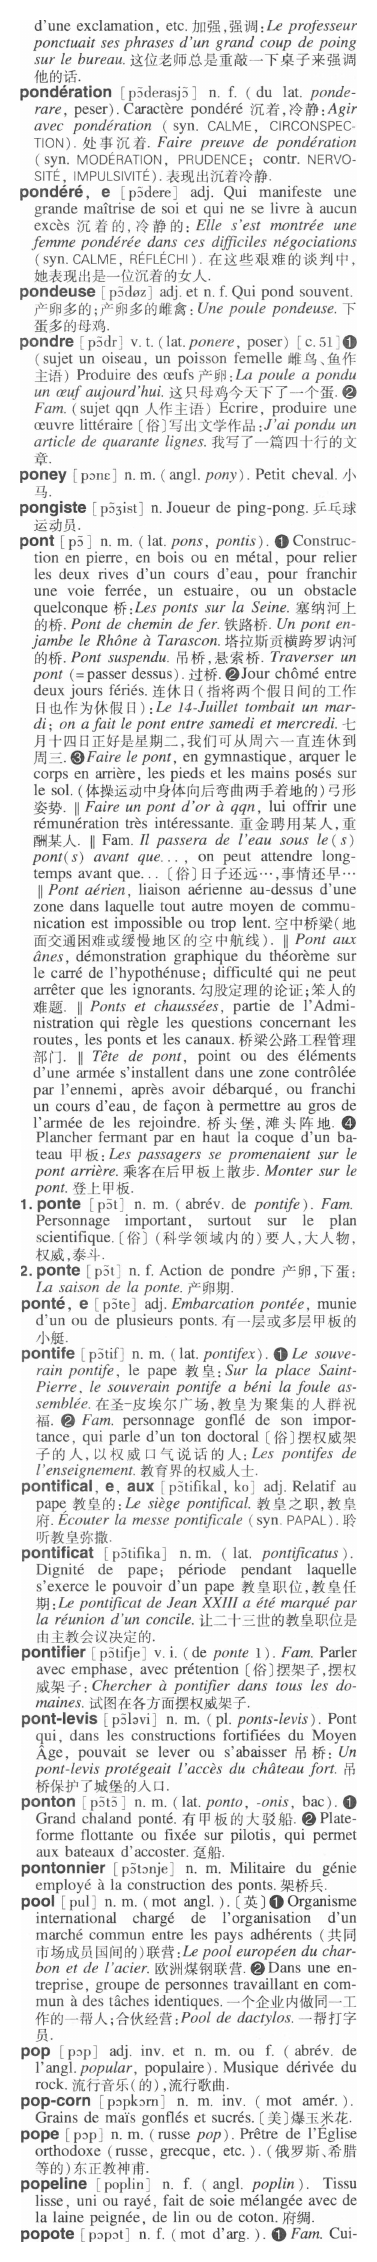 d'une exclamation, etc. 加强,强调:Le professeur
ponctuait ses phrases d'un grand coup de poing
sur le bureau. 这位老师总是重敲一下桌子来强调
他的话.
pondération [pɔ̃derasjɔ̃] n. f. ( du lat. ponde-
rare, peser). Caractère pondéré 沉着,冷静:Agir
avec pondération ( syn. CALME, CIRCONSPEC-
TION). 处事沉着. Faire preuve de pondération
( syn. MODÉRATION, PRUDENCE; contr. NERVO-
SITÉ, IMPULSIVITÉ). 表现出沉着冷静.
pondéré, e [pɔ̃dere] adj. Qui manifeste une
grande maîtrise de soi et qui ne se livre à aucun
excès 沉着的,冷静的: Elle s'est montrée une
femme pondérée dans ces difficiles négociations
(syn. CALME, RÉFLÉCHI). 在这些艰难的谈判中,
她表现出是一位沉着的女人.
pondeuse [pɔ̃døz] adj. et n. f. Qui pond souvent.
产卵多的;产卵多的雌禽: Une poule pondeuse. 下
蛋多的母鸡.
pondre [pɔ̃dr] v. t. (lat. ponere, poser) [c. 51]❶
(sujet un oiseau, un poisson femelle 雌鸟、鱼作
主语) Produire des œufs 产卵:La poule a pondu
un œuf aujourd'hui. 这只母鸡今天下了一个蛋. ❷
Fam. (sujet qqn 人作主语) Ecrire, produire une
œuvre littéraire [俗]写出文学作品:J'ai pondu un
article de quarante lignes. 我写了一篇四十行的文
章.
poney [pɔnɛ] n. m. (angl. pony). Petit cheval. 小
马.
pongiste [pɔ̃ʒist] n. Joueur de ping-pong. 乒乓球
运动员.
pont [pɔ̃] n. m. ( lat. pons, pontis). ❶ Construc-
tion en pierre, en bois ou en métal, pour relier
les deux rives d'un cours d'eau, pour franchir
une voie ferrée, un estuaire, ou un obstacle
quelconque 桥:Les ponts sur la Seine. 塞纳河上
的桥. Pont de chemin de fer. 铁路桥. Un pont en-
jambe le Rhône à Tarascon. 塔拉斯贡横跨罗讷河
的桥. Pont suspendu. 吊桥,悬索桥. Traverser un
pont (= passer dessus). 过桥. ❷Jour chômé entre
deux jours fériés. 连休日(指将两个假日间的工作
日也作为休假日):Le 14-Juillet tombait un mar-
di; on a fait le pont entre samedi et mercredi. 七
月十四日正好是星期二,我们可从周六一直连休到
周三. ❸Faire le pont, en gymnastique, arquer le
corps en arrière, les pieds et les mains posés sur
le sol. (体操运动中身体向后弯曲两手着地的)弓形
姿势. ‖ Faire un pont d'or à qqn, lui offrir une
rémunération très intéressante. 重金聘用某人,重
酬某人. ‖ Fam. Il passera de l'eau sous le(s)
pont(s) avant que..., on peut attendre long-
temps avant que... [俗]日子还远…,事情还早…
‖ Pont aérien, liaison aérienne au-dessus d'une
zone dans laquelle tout autre moyen de commu-
nication est impossible ou trop lent. 空中桥梁(地
面交通困难或缓慢地区的空中航线). ‖ Pont aux
ânes, démonstration graphique du théorème sur
le carré de l'hypothénuse; difficulté qui ne peut
arrêter que les ignorants. 勾股定理的论证;笨人的
难题. ‖ Ponts et chaussées, partie de l'Admi-
nistration qui règle les questions concernant les
routes, les ponts et les canaux. 桥梁公路工程管理
部门. ‖ Tête de pont, point ou des éléments
d'une armée s'installent dans une zone contrôlée
par l'ennemi, après avoir débarqué, ou franchi
un cours d'eau, de façon à permettre au gros de
l'armée de les rejoindre. 桥头堡,滩头阵地. ❹
Plancher fermant par en haut la coque d'un ba-
teau 甲板: Les passagers se promenaient sur le
pont arrière. 乘客在后甲板上散步. Monter sur le
pont. 登上甲板.
1. ponte [pɔ̃t] n. m. ( abrév. de pontife). Fam.
Personnage important, surtout sur le plan
scientifique. [俗] (科学领域内的)要人,大人物,
权威,泰斗.
2. ponte [pɔ̃t] n. f. Action de pondre 产卵,下蛋:
La saison de la ponte. 产卵期.
ponté, e [pɔ̃te] adj. Embarcation pontée, munie
d'un ou de plusieurs ponts. 有一层或多层甲板的
小艇.
pontife [pɔ̃tif] n. m. (lat. pontifex). ❶ Le souve-
rain pontife, le pape 教皇:Sur la place Saint-
Pierre, le souverain pontife a béni la foule as-
semblée. 在圣一皮埃尔广场,教皇为聚集的人群祝
福. ❷ Fam. personnage gonflé de son impor-
tance, qui parle d'un ton doctoral [俗]摆权威架
子的人,以权威口气说话的人: Les pontifes de
l'enseignement. 教育界的权威人士.
pontifical, e, aux [pɔ̃tifikal, ko] adj. Relatif au
pape 教皇的: Le siège pontifical. 教皇之职,教皇
府. Écouter la messe pontificale (syn. PAPAL). 聆
听教皇弥撒.
pontificat [pɔ̃tifika] n. m. ( lat. pontificatus ).
Dignité de pape; période pendant laquelle
s'exerce le pouvoir d'un pape 教皇职位,教皇任
期:Le pontificat de Jean XXIII a été marqué par
la réunion d'un concile. 让二十三世的教皇职位是
由主教会议决定的.
pontifier [pɔ̃tifje] v. i. ( de ponte 1). Fam. Parler
avec emphase, avec prétention [俗]摆架子,摆权
威架子: Chercher à pontifier dans tous les do-
maines. 试图在各方面摆权威架子.
pont-levis [pɔ̃ləvi] n. m. ( pl. ponts-levis). Pont
qui, dans les constructions fortifiées du Moyen
Âge, pouvait se lever ou s'abaisser 吊桥: Un
pont-levis protégeait l'accès du château fort. 吊
桥保护了城堡的入口.
ponton [pɔ̃tɔ̃] n. m. (lat. ponto, -onis, bac). ❶
Grand chaland ponté. 有甲板的大驳船. ❷ Plate-
forme flottante ou fixée sur pilotis, qui permet
aux bateaux d'accoster. 趸船.
pontonnier [pɔ̃tɔnje] n. m. Militaire du génie
employé à la construction des ponts. 架桥兵.
pool [pul] n. m. (mot angl. ). [英]❶ Organisme
international chargé de l'organisation d'un
marché commun entre les pays adhérents (共同
市场成员国间的)联营:Le pool européen du char-
bon et de l'acier. 欧洲煤钢联营. ❷ Dans une en-
treprise, groupe de personnes travaillant en com-
mun à des tâches identiques. 一个企业内做同一工
作的一帮人;合伙经营:Pool de dactylos. 一帮打字
员.
pop [pɔp] adj. inv. et n. m. ou f. ( abrév. de
l'angl. popular, populaire). Musique dérivée du
rock. 流行音乐(的),流行歌曲.
pop-corn [pɔpkɔrn] n. m. inv. ( mot amér. ).
Grains de maïs gonflés et sucrés. [美]爆玉米花.
pope [pɔp] n. m. (russe pop). Prêtre de l'Église
orthodoxe (russe, grecque, etc. ). (俄罗斯、希腊
等的)东正教神甫.
popeline [poplin] n. f. ( angl. poplin). Tissu
lisse, uni ou rayé, fait de soie mélangée avec de
la laine peignée, de lin ou de coton. 府绸.
popote [pɔpɔt] n. f. (mot d'arg. ). ❶ Fam. Cui-